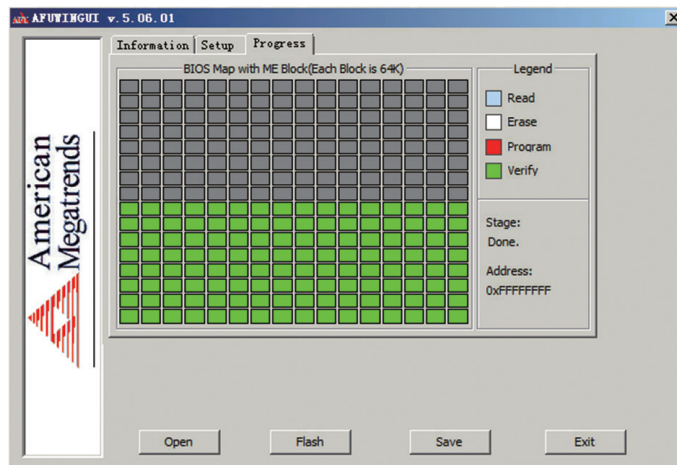 AFUWINGUI v.5.06.01
Information
Setup
Progress
BIOS Map with ME Block(Each Block is 64K)
Legend
Read
Erase
Program
Verify
Stage:
Done.
Address:
0xFFFFFFFF
American
Megatrends
Open
Flash
Save
Exit